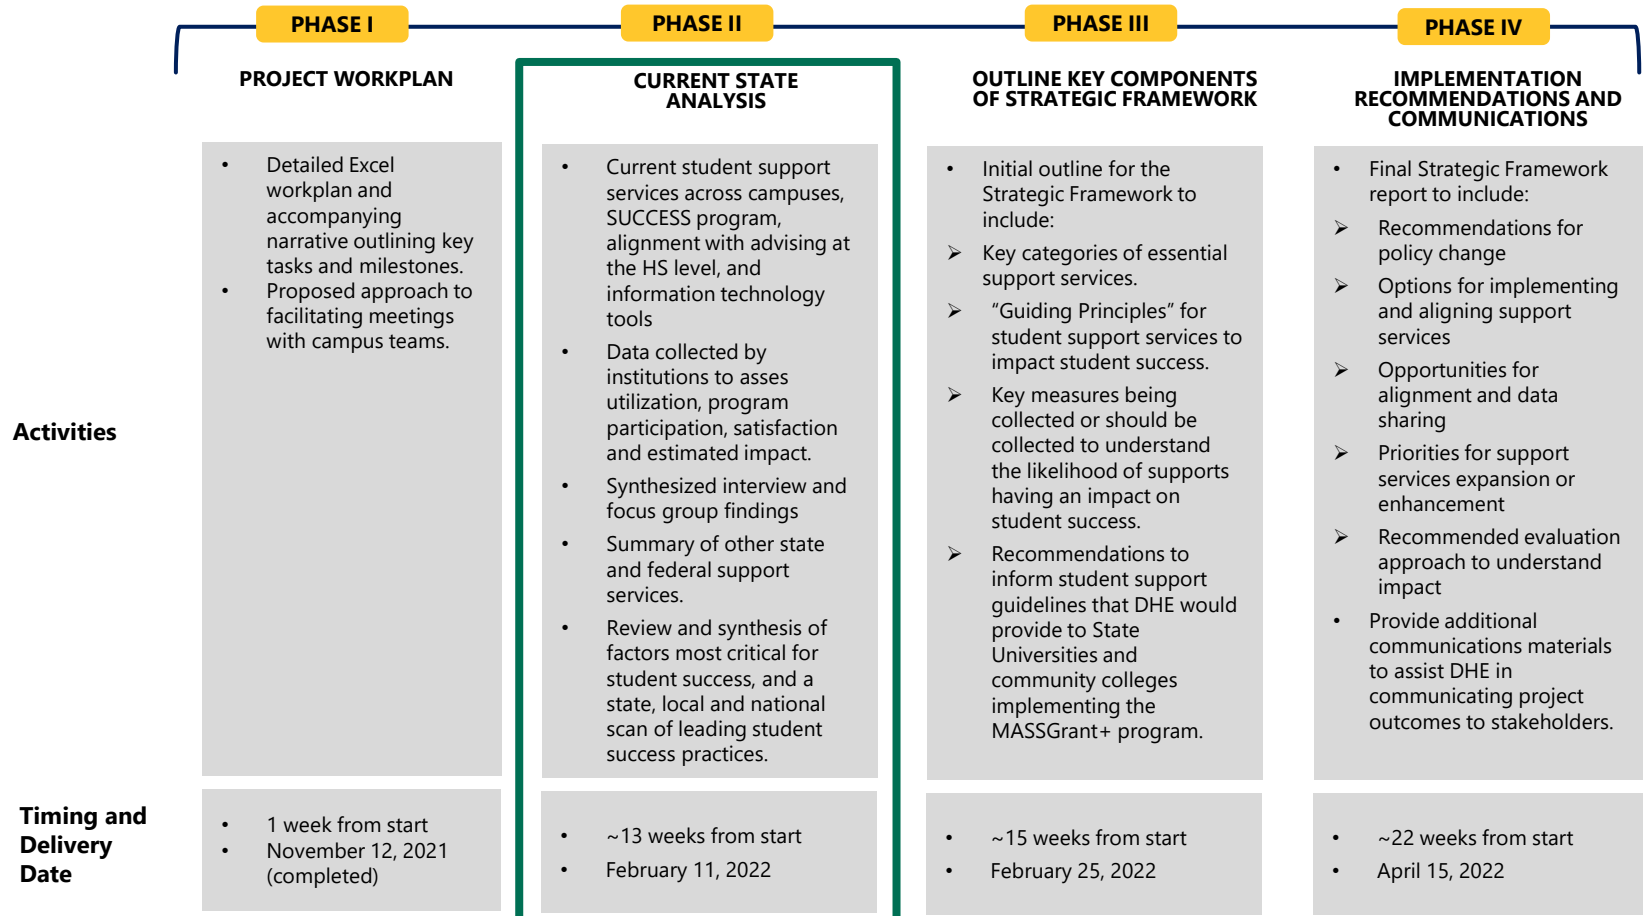 PHASE I
PHASE II
PHASE III
PHASE IV
PROJECT WORKPLAN
CURRENT STATE
ANALYSIS
OUTLINE KEY COMPONENTS
OF STRATEGIC FRAMEWORK
IMPLEMENTATION
RECOMMENDATIONS AND
COMMUNICATIONS
Activities
• Detailed Excel
workplan and
accompanying
narrative outlining key
tasks and milestones.
• Proposed approach to
facilitating meetings
with campus teams.
• Current student support
services across campuses,
SUCCESS program,
alignment with advising at
the HS level, and
information technology
tools
• Data collected by
institutions to asses
utilization, program
participation, satisfaction
and estimated impact.
• Synthesized interview and
focus group findings
• Summary of other state
and federal support
services.
• Review and synthesis of
factors most critical for
student success, and a
state, local and national
scan of leading student
success practices.
• Initial outline for the
Strategic Framework to
include:
➢ Key categories of essential
support services.
➢ “Guiding Principles” for
student support services to
impact student success.
➢ Key measures being
collected or should be
collected to understand
the likelihood of supports
having an impact on
student success.
➢ Recommendations to
inform student support
guidelines that DHE would
provide to State
Universities and
community colleges
implementing the
MASSGrant+ program.
• Final Strategic Framework
report to include:
➢ Recommendations for
policy change
➢ Options for implementing
and aligning support
services
➢ Opportunities for
alignment and data
sharing
➢ Priorities for support
services expansion or
enhancement
➢ Recommended evaluation
approach to understand
impact
• Provide additional
communications materials
to assist DHE in
communicating project
outcomes to stakeholders.
Timing and
Delivery
Date
• 1 week from start
• November 12, 2021
(completed)
• ~13 weeks from start
• February 11, 2022
• ~15 weeks from start
• February 25, 2022
• ~22 weeks from start
• April 15, 2022